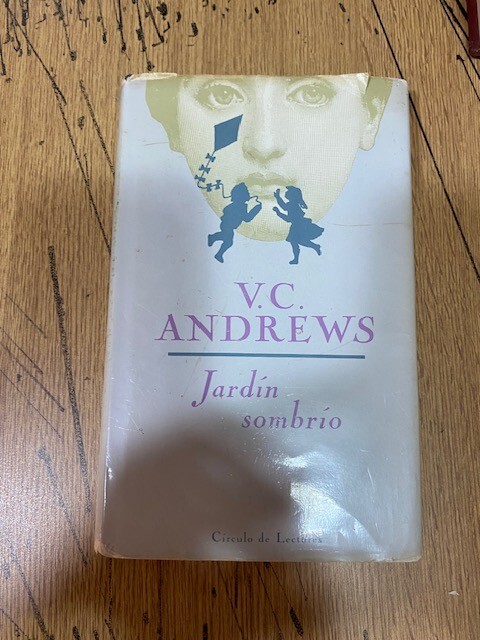 V.C.
ANDREWS
Jardín
sombrío
Círculo de Lectores